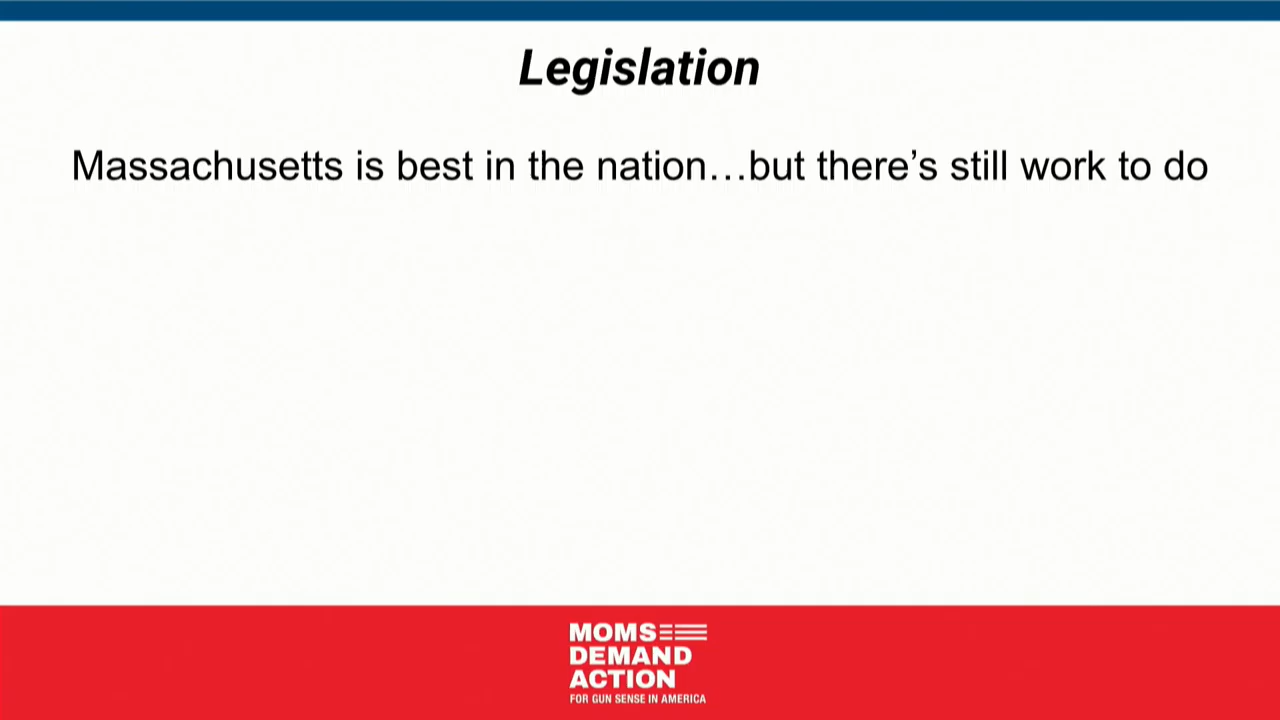 Legislation
Massachusetts is best in the nation…but there’s still work to do
MOMS
DEMAND
ACTION
FOR GUN SENSE IN AMERICA